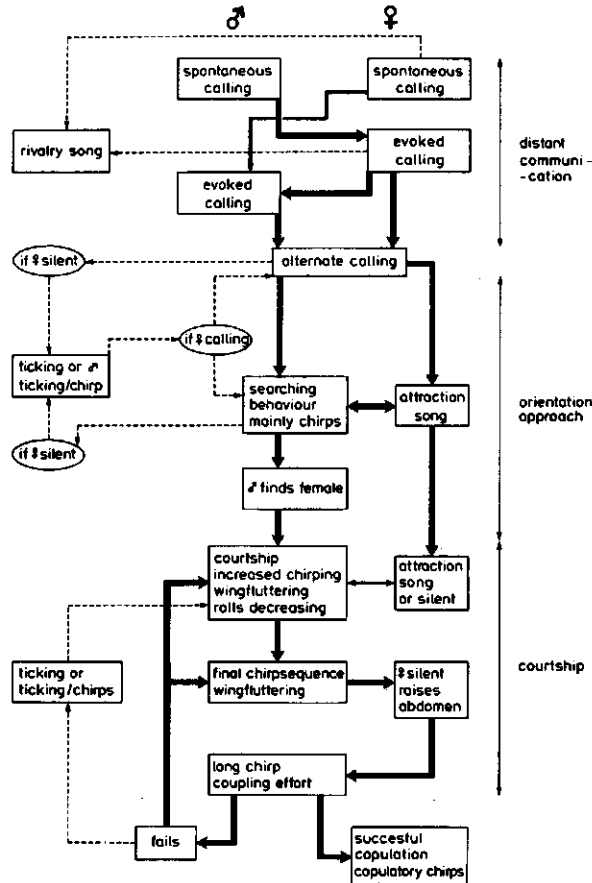 ♂ ♀
spontaneous
calling
spontaneous
calling
rivalry song
evoked
calling
evoked
calling
distant
communi-
-cation
alternate calling
if ♀ silent
if ♀ calling
ticking or ♂
ticking/chirp
searching
behaviour
mainly chirps
attraction
song
orientation
approach
if ♀ silent
♂ finds female
courtship
increased chirping
wingfluttering
rolls decreasing
attraction
song
or silent
ticking or
ticking/chirps
final chirpsequence
wingfluttering
♀ silent
raises
abdomen
courtship
long chirp
coupling effort
fails
succesful
copulation
copulatory chirps